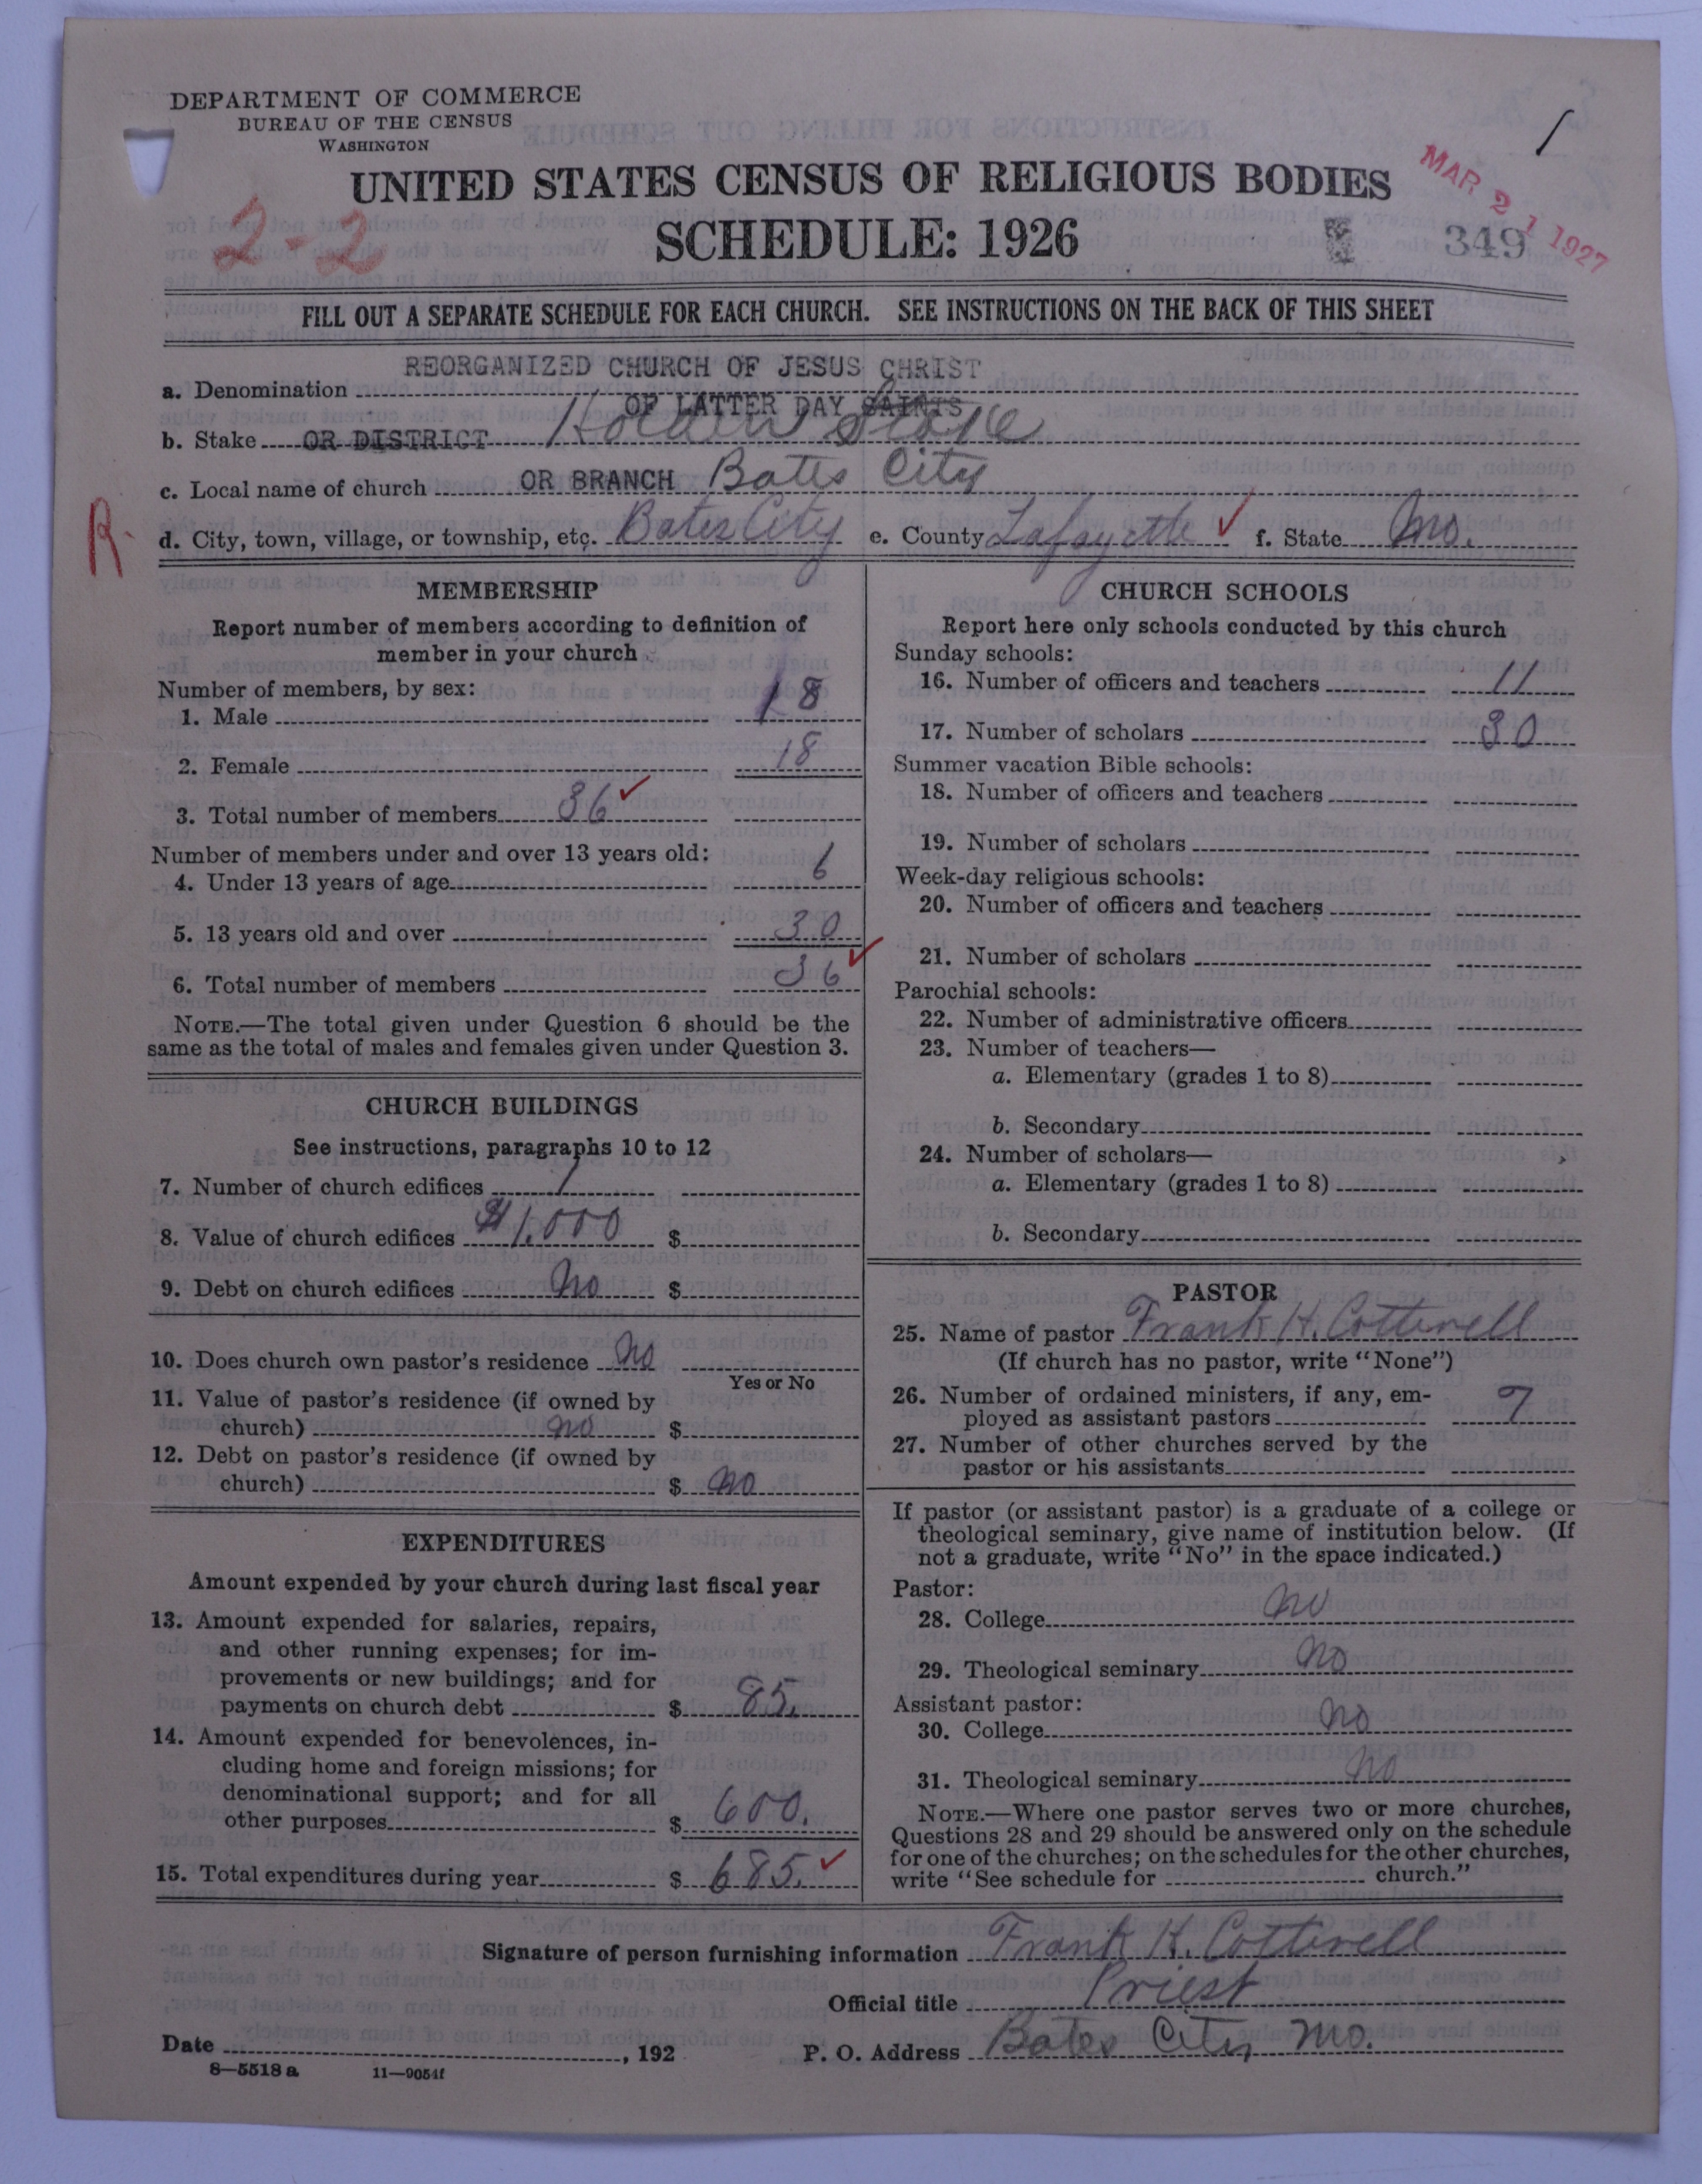 DEPARTMENT OF COMMERCE
BUREAU OF THE CENSUS
WASHINGTON
UNITED STATES CENSUS OF RELIGIOUS BODIES
SCHEDULE: 1926
/
MAR 21 1927
349
2-2
FILL OUT A SEPARATE SCHEDULE FOR EACH CHURCH. SEE INSTRUCTIONS ON THE BACK OF THIS SHEET
REORGANIZED CHURCH OF JESUS CHRIST
a. Denomination
OF LATTER DAY SAINTS
b. Stake OR DISTRICT Holden Stake
c. Local name of church OR BRANCH Bates City
R.
d. City, town, village, or township, etc. Bates City e. County Lafayette ✓ f. State Mo.
MEMBERSHIP
Report number of members according to definition of
member in your church
Number of members, by sex:
1. Male 18
2. Female 18
3. Total number of members 36 ✓
Number of members under and over 13 years old:
4. Under 13 years of age 6
5. 13 years old and over 30
6. Total number of members 36 ✓
NOTE.—The total given under Question 6 should be the
same as the total of males and females given under Question 3.
CHURCH BUILDINGS
See instructions, paragraphs 10 to 12
7. Number of church edifices 1
8. Value of church edifices $1,000 $
9. Debt on church edifices no $
10. Does church own pastor's residence no
Yes or No
11. Value of pastor's residence (if owned by
church) no $
12. Debt on pastor's residence (if owned by
church) $ no
EXPENDITURES
Amount expended by your church during last fiscal year
13. Amount expended for salaries, repairs,
and other running expenses; for im-
provements or new buildings; and for
payments on church debt $ 85.
14. Amount expended for benevolences, in-
cluding home and foreign missions; for
denominational support; and for all
other purposes $ 600.
15. Total expenditures during year $ 685. ✓
CHURCH SCHOOLS
Report here only schools conducted by this church
Sunday schools:
16. Number of officers and teachers 11
17. Number of scholars 30
Summer vacation Bible schools:
18. Number of officers and teachers
19. Number of scholars
Week-day religious schools:
20. Number of officers and teachers
21. Number of scholars
Parochial schools:
22. Number of administrative officers
23. Number of teachers—
a. Elementary (grades 1 to 8)
b. Secondary
24. Number of scholars—
a. Elementary (grades 1 to 8)
b. Secondary
PASTOR
25. Name of pastor Frank H. Cotterell
(If church has no pastor, write "None")
26. Number of ordained ministers, if any, em-
ployed as assistant pastors 7
27. Number of other churches served by the
pastor or his assistants
If pastor (or assistant pastor) is a graduate of a college or
theological seminary, give name of institution below. (If
not a graduate, write "No" in the space indicated.)
Pastor:
28. College no
29. Theological seminary no
Assistant pastor:
30. College no
31. Theological seminary no
NOTE.—Where one pastor serves two or more churches,
Questions 28 and 29 should be answered only on the schedule
for one of the churches; on the schedules for the other churches,
write "See schedule for church."
Signature of person furnishing information Frank H. Cotterell
Official title Priest
Date , 192
P. O. Address Bates City, Mo.
8—5518 a 11—9054f